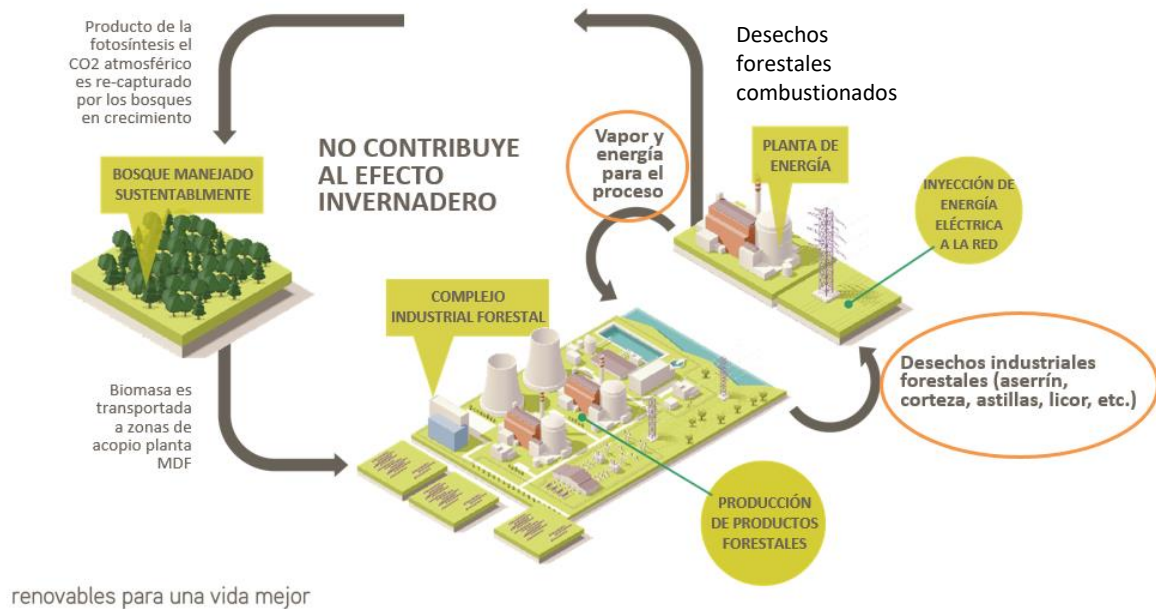 Producto de la
fotosíntesis el
CO2 atmosférico
es re-capturado
por los bosques
en crecimiento
Desechos
forestales
combustionados
NO CONTRIBUYE
AL EFECTO
INVERNADERO
Vapor y
energía
para el
proceso
PLANTA DE
ENERGÍA
BOSQUE MANEJADO
SUSTENTABLMENTE
INYECCIÓN DE
ENERGÍA
ELÉCTRICA
A LA RED
COMPLEJO
INDUSTRIAL FORESTAL
Desechos industriales
forestales (aserrín,
corteza, astillas, licor, etc.)
Biomasa es
transportada
a zonas de
acopio planta
MDF
PRODUCCIÓN
DE PRODUCTOS
FORESTALES
renovables para una vida mejor